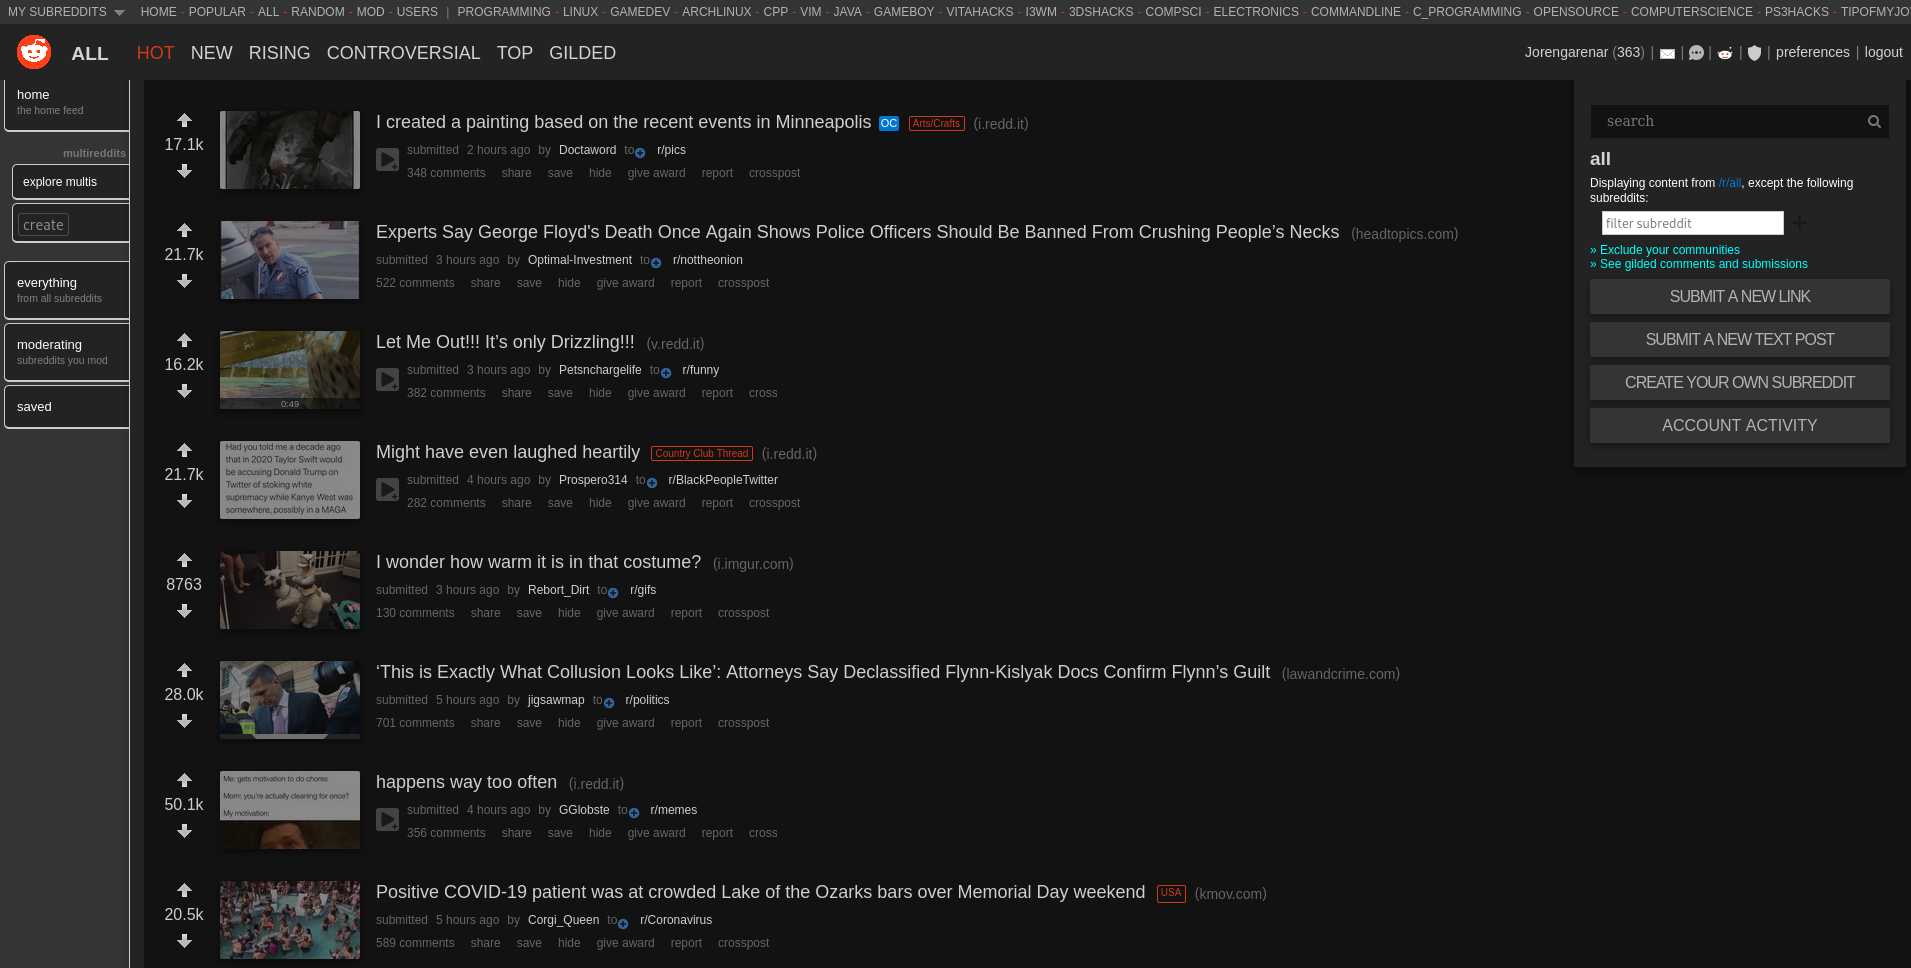 MY SUBREDDITS HOME - POPULAR - ALL - RANDOM - MOD - USERS | PROGRAMMING - LINUX - GAMEDEV - ARCHLINUX - CPP - VIM - JAVA - GAMEBOY - VITAHACKS - I3WM - 3DSHACKS - COMPSCI - ELECTRONICS - COMMANDLINE - C_PROGRAMMING - OPENSOURCE - COMPUTERSCIENCE - PS3HACKS - TIPOFMYJO
ALL HOT NEW RISING CONTROVERSIAL TOP GILDED
Jorengarenar (363) | | | | | preferences | logout
home
the home feed
multireddits
explore multis
create
everything
from all subreddits
moderating
subreddits you mod
saved
17.1k
I created a painting based on the recent events in Minneapolis OC Arts/Crafts (i.redd.it)
submitted 2 hours ago by Doctaword to r/pics
348 comments share save hide give award report crosspost
21.7k
Experts Say George Floyd's Death Once Again Shows Police Officers Should Be Banned From Crushing People’s Necks (headtopics.com)
submitted 3 hours ago by Optimal-Investment to r/nottheonion
522 comments share save hide give award report crosspost
16.2k
0:49
Let Me Out!!! It’s only Drizzling!!! (v.redd.it)
submitted 3 hours ago by Petsnchargelife to r/funny
382 comments share save hide give award report cross
21.7k
Had you told me a decade ago
that in 2020 Taylor Swift would
be accusing Donald Trump on
Twitter of stoking white
supremacy while Kanye West was
somewhere, possibly in a MAGA
Might have even laughed heartily Country Club Thread (i.redd.it)
submitted 4 hours ago by Prospero314 to r/BlackPeopleTwitter
282 comments share save hide give award report crosspost
8763
I wonder how warm it is in that costume? (i.imgur.com)
submitted 3 hours ago by Rebort_Dirt to r/gifs
130 comments share save hide give award report crosspost
28.0k
‘This is Exactly What Collusion Looks Like’: Attorneys Say Declassified Flynn-Kislyak Docs Confirm Flynn’s Guilt (lawandcrime.com)
submitted 5 hours ago by jigsawmap to r/politics
701 comments share save hide give award report crosspost
50.1k
Me: gets motivation to do chores
Mom: you're actually cleaning for once?
My motivation:
happens way too often (i.redd.it)
submitted 4 hours ago by GGlobste to r/memes
356 comments share save hide give award report cross
20.5k
Positive COVID-19 patient was at crowded Lake of the Ozarks bars over Memorial Day weekend USA (kmov.com)
submitted 5 hours ago by Corgi_Queen to r/Coronavirus
589 comments share save hide give award report crosspost
search
all
Displaying content from /r/all, except the following
subreddits:
filter subreddit
» Exclude your communities
» See gilded comments and submissions
SUBMIT A NEW LINK
SUBMIT A NEW TEXT POST
CREATE YOUR OWN SUBREDDIT
ACCOUNT ACTIVITY